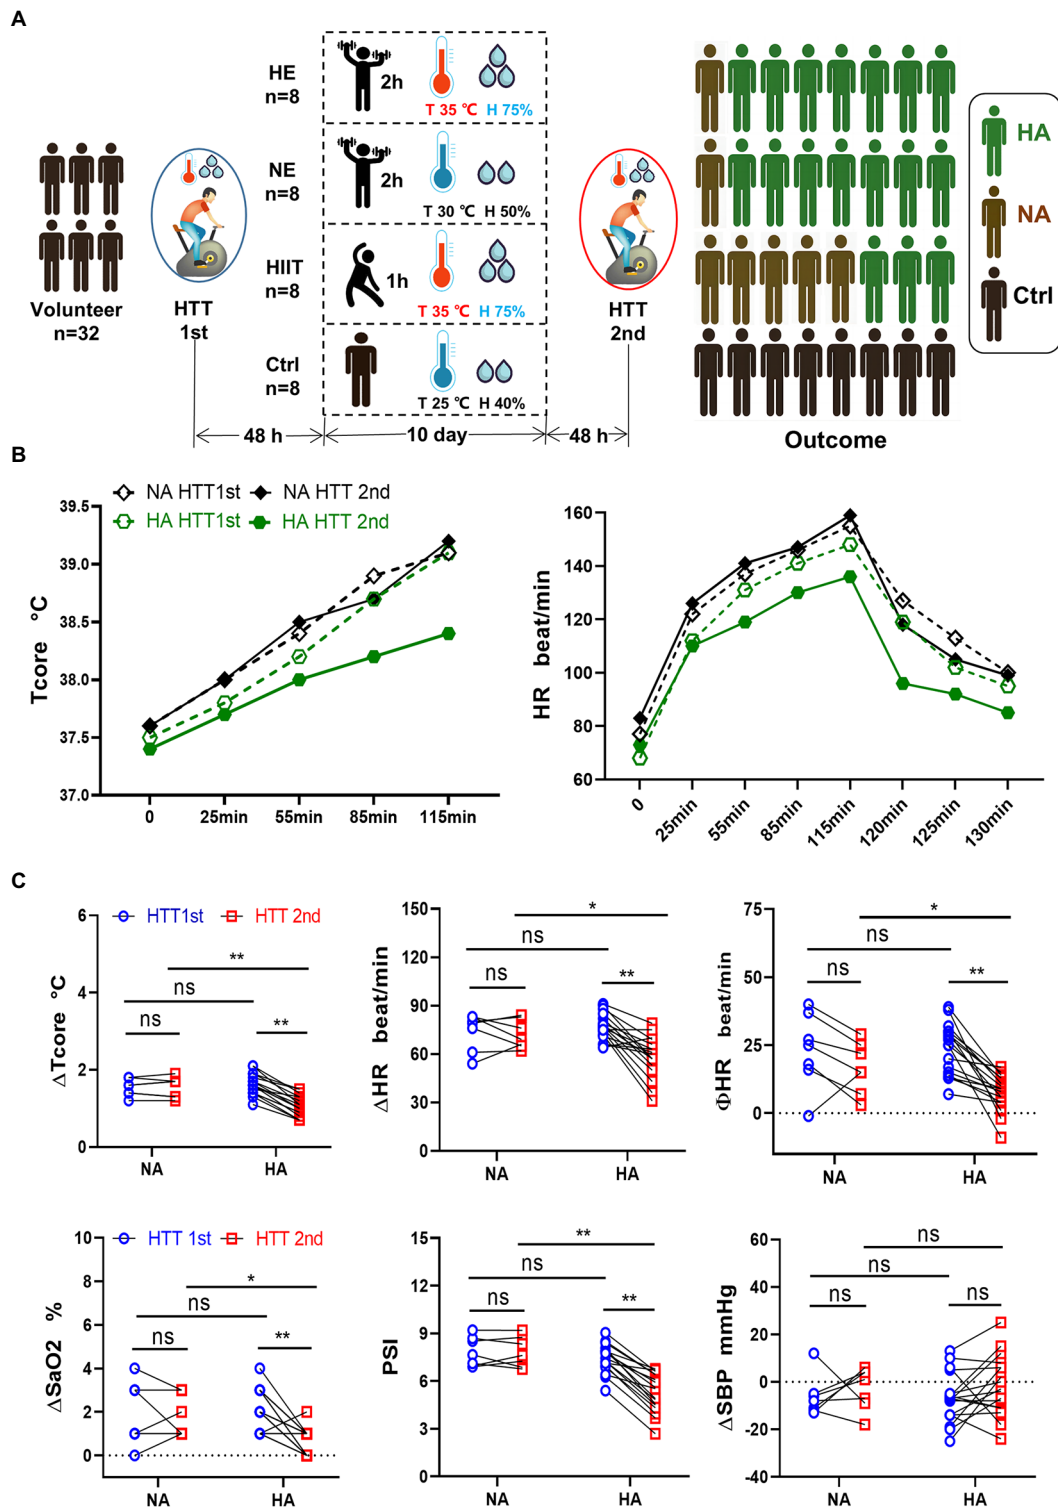 A
HE
n=8
2h
T 35 ℃ H 75%
NE
n=8
2h
T 30 ℃ H 50%
HIIT
n=8
1h
T 35 ℃ H 75%
Ctrl
n=8
T 25 ℃ H 40%
Volunteer
n=32
HTT
1st
HTT
2nd
HA
NA
Ctrl
48 h
10 day
48 h
Outcome
B
NA HTT1st
NA HTT 2nd
HA HTT1st
HA HTT 2nd
Tcore °C
39.5
39.0
38.5
38.0
37.5
37.0
0
25min
55min
85min
115min
HR beat/min
160
140
120
100
80
60
0
25min
55min
85min
115min
120min
125min
130min
C
HTT1st
HTT 2nd
ΔTcore °C
6
4
2
0
**
ns
ns
**
NA
HA
ΔHR beat/min
150
120
90
60
30
0
*
ns
ns
**
NA
HA
ΦHR beat/min
75
50
25
0
*
ns
ns
**
NA
HA
HTT 1st
HTT 2nd
ΔSaO2 %
10
8
6
4
2
0
*
ns
ns
**
NA
HA
PSI
12
9
6
3
0
**
ns
ns
**
NA
HA
ΔSBP mmHg
60
40
20
0
-20
-40
ns
ns
ns
ns
NA
HA